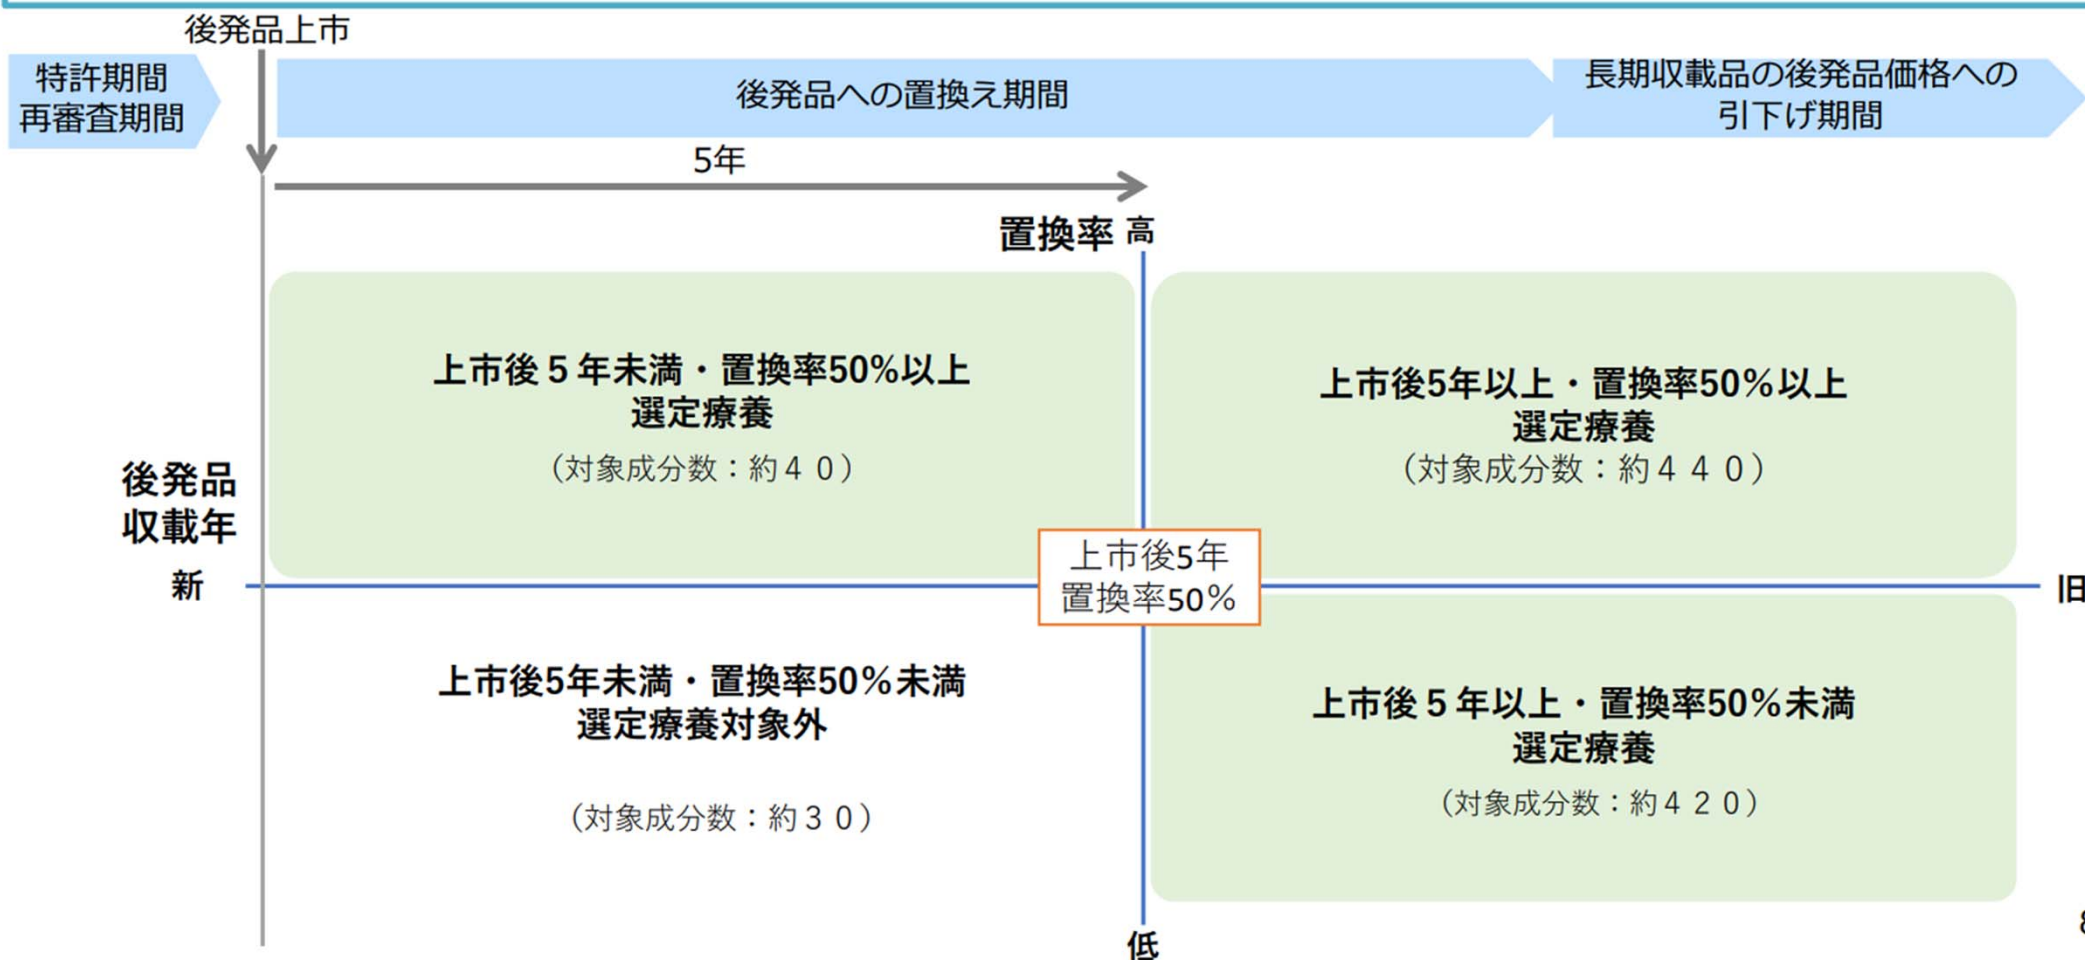 後発品上市
特許期間
再審査期間
後発品への置換え期間
長期収載品の後発品価格への
引下げ期間
5年
置換率 高
上市後５年未満・置換率50%以上
選定療養
（対象成分数：約４０）
上市後5年以上・置換率50％以上
選定療養
（対象成分数：約４４０）
後発品
収載年
新
上市後5年
置換率50％
旧
上市後5年未満・置換率50％未満
選定療養対象外
（対象成分数：約３０）
上市後５年以上・置換率50％未満
選定療養
（対象成分数：約４２０）
低